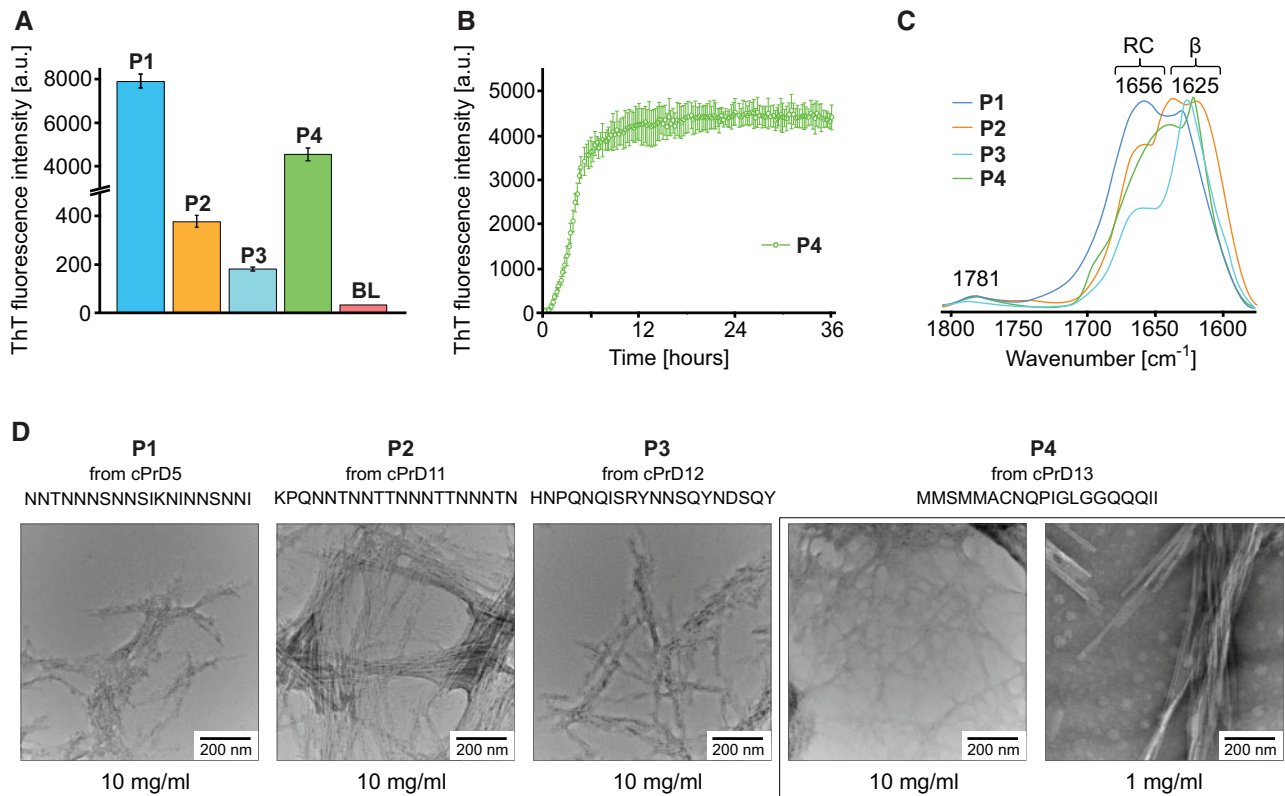 A
ThT fluorescence intensity [a.u.]
8000
6000
4000
400
200
0
P1
P2
P3
P4
BL
B
ThT fluorescence intensity [a.u.]
5000
4000
3000
2000
1000
0
P4
0 12 24 36
Time [hours]
C
RC β
1656 1625
P1
P2
P3
P4
1781
1800 1750 1700 1650 1600
Wavenumber [cm⁻¹]
D
P1
from cPrD5
NNTNNNSNNSIKNINNSNNI
200 nm
10 mg/ml
P2
from cPrD11
KPQNNTNNTTNNNTTNNNTN
200 nm
10 mg/ml
P3
from cPrD12
HNPQNQISRYNNSQYNDSQY
200 nm
10 mg/ml
P4
from cPrD13
MMSMMACNQPIGLGGQQQII
200 nm
10 mg/ml
200 nm
1 mg/ml